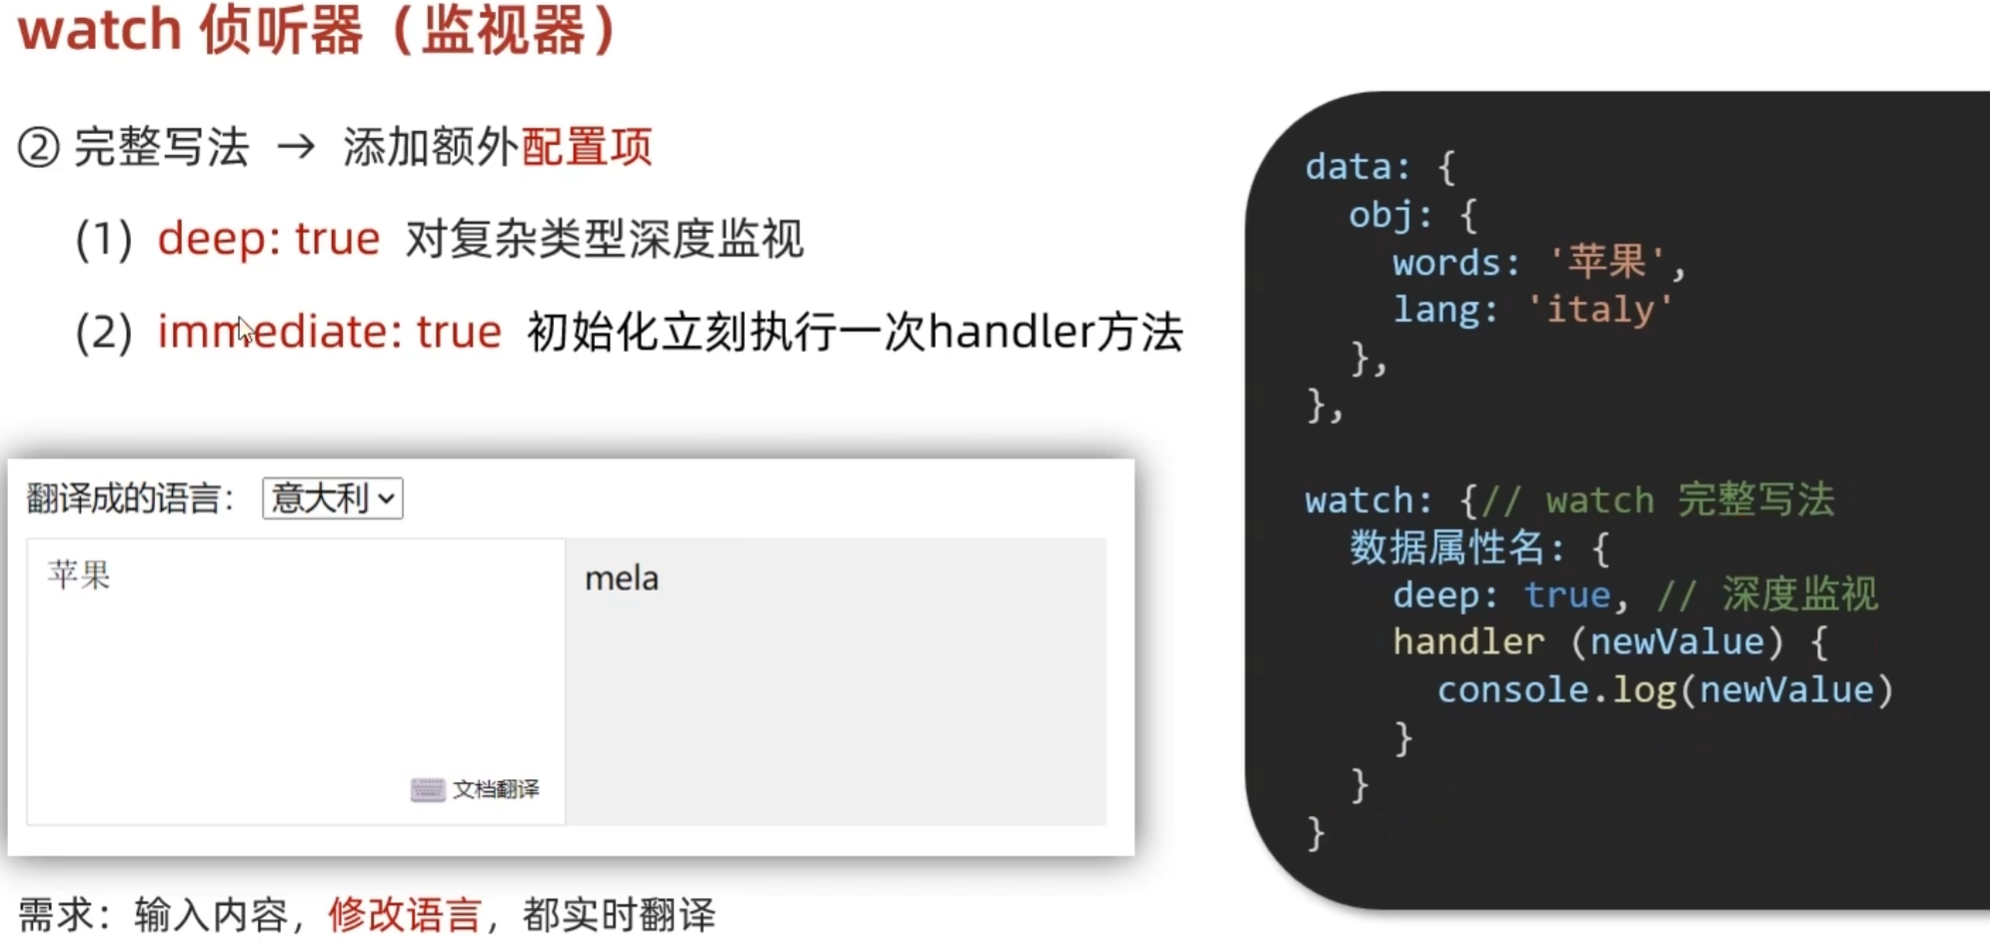 watch 侦听器（监视器）
② 完整写法 → 添加额外配置项
(1) deep: true 对复杂类型深度监视
(2) immediate: true 初始化立刻执行一次handler方法
翻译成的语言： 意大利
苹果
mela
文档翻译
需求：输入内容，修改语言，都实时翻译
data: {
obj: {
words: '苹果',
lang: 'italy'
},
},
watch: {// watch 完整写法
数据属性名: {
deep: true, // 深度监视
handler (newValue) {
console.log(newValue)
}
}
}